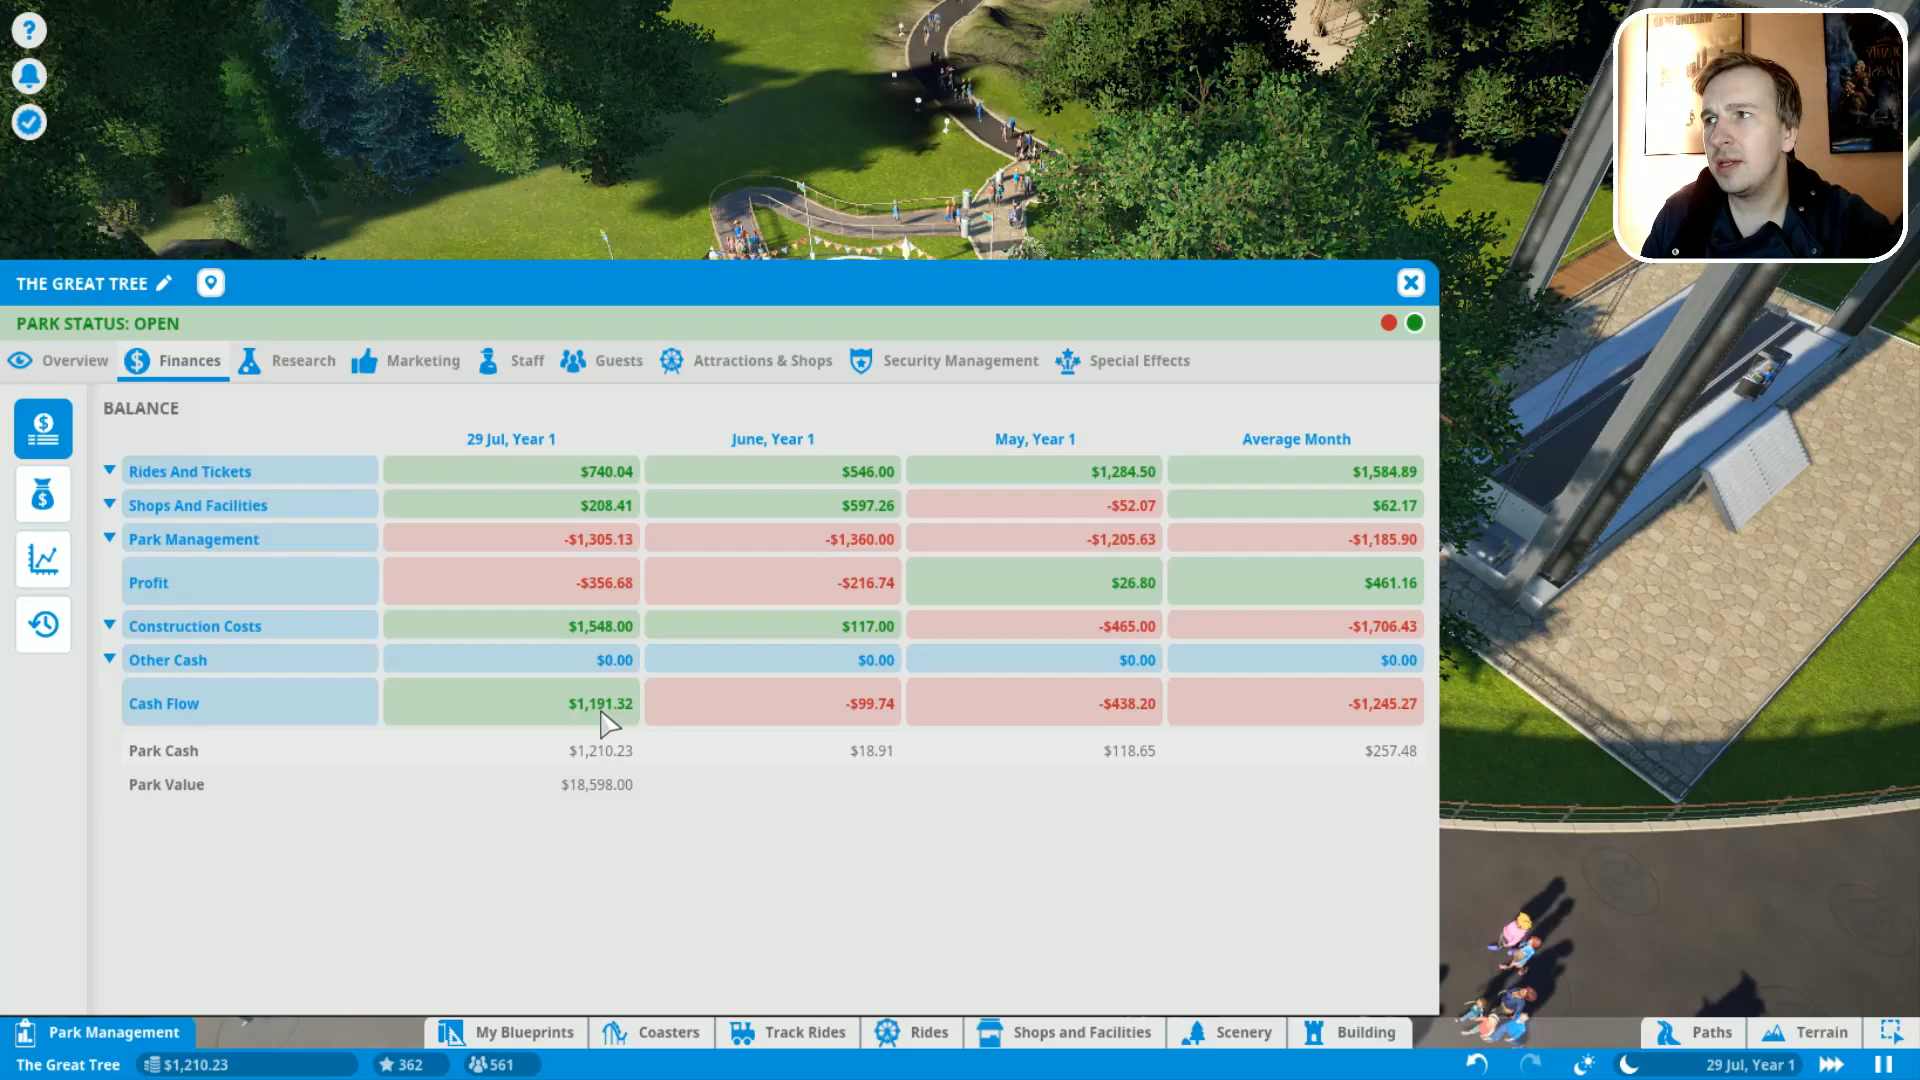 THE GREAT TREE
PARK STATUS: OPEN
Overview Finances Research Marketing Staff Guests Attractions & Shops Security Management Special Effects
BALANCE
29 Jul, Year 1 June, Year 1 May, Year 1 Average Month
Rides And Tickets $740.04 $546.00 $1,284.50 $1,584.89
Shops And Facilities $208.41 $597.26 -$52.07 $62.17
Park Management -$1,305.13 -$1,360.00 -$1,205.63 -$1,185.90
Profit -$356.68 -$216.74 $26.80 $461.16
Construction Costs $1,548.00 $117.00 -$465.00 -$1,706.43
Other Cash $0.00 $0.00 $0.00 $0.00
Cash Flow $1,191.32 -$99.74 -$438.20 -$1,245.27
Park Cash $1,210.23 $18.91 $118.65 $257.48
Park Value $18,598.00
Park Management My Blueprints Coasters Track Rides Rides Shops and Facilities Scenery Building Paths Terrain
The Great Tree $1,210.23 362 561 29 Jul, Year 1